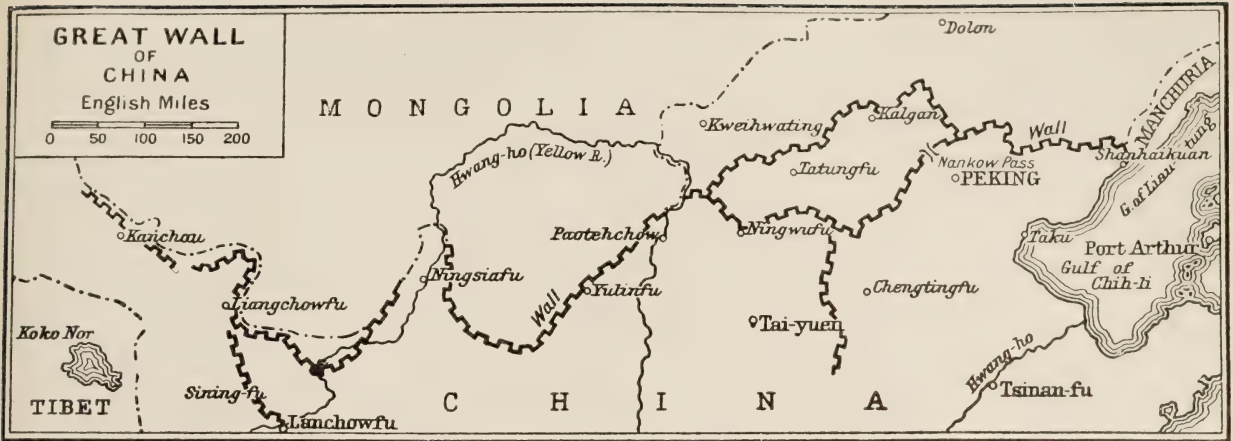 GREAT WALL
OF
CHINA
English Miles
0 50 100 150 200
Dolon
MONGOLIA
MANCHURIA
Kweihwating
Kalgan
Wall
Hwang-ho (Yellow R.)
Shanhaikuan
G. of Liau-tung
Nankow Pass
PEKING
Tatungfu
Kanchou
Paotehchow
Ningwufu
Taku
Port Arthur
Gulf of
Chih-li
Ningsiafu
Wall
Yulinfu
Chengtingfu
Liangchowfu
Tai-yuen
Koko Nor
Hwang-ho
Tsinan-fu
Sining-fu
TIBET
CHINA
Lanchowfu